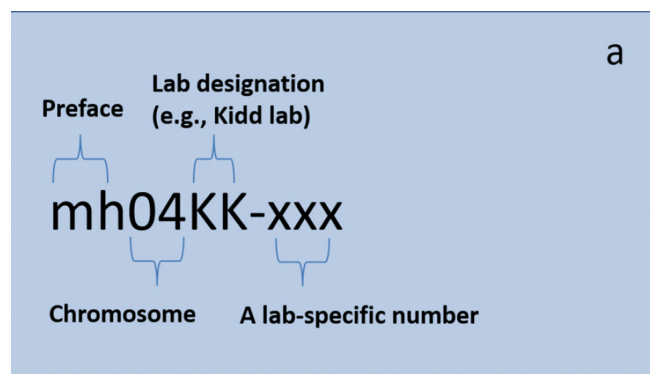 a
Lab designation
(e.g., Kidd lab)
Preface
mh04KK-xxx
Chromosome
A lab-specific number